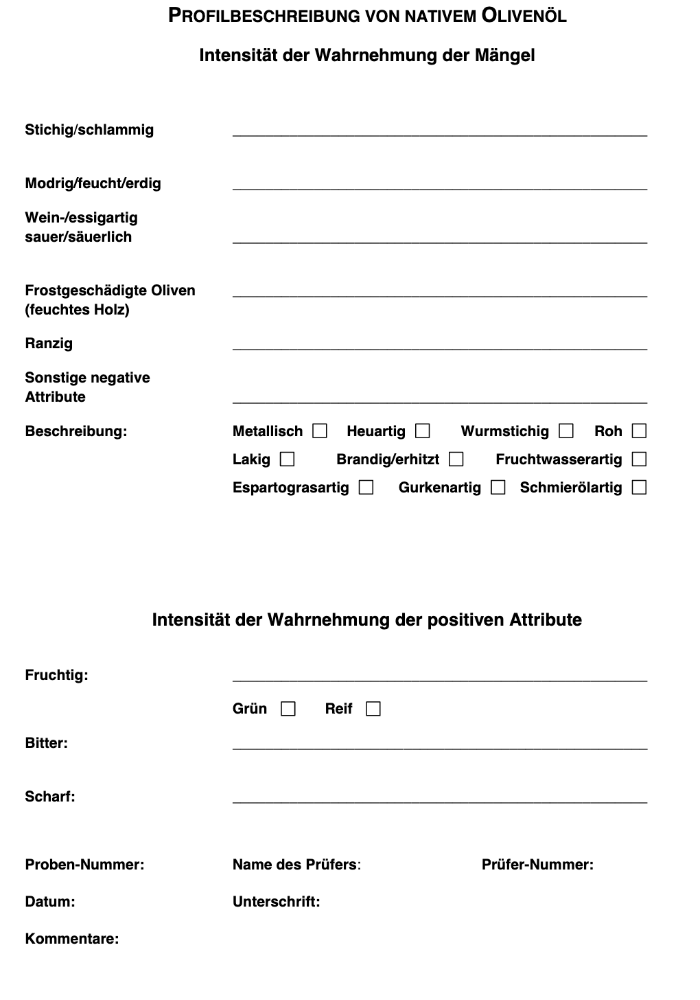 PROFILBESCHREIBUNG VON NATIVEM OLIVENÖL
Intensität der Wahrnehmung der Mängel
Stichig/schlammig
Modrig/feucht/erdig
Wein-/essigartig
sauer/säuerlich
Frostgeschädigte Oliven
(feuchtes Holz)
Ranzig
Sonstige negative
Attribute
Beschreibung: Metallisch ☐ Heuartig ☐ Wurmstichig ☐ Roh ☐
Lakig ☐ Brandig/erhitzt ☐ Fruchtwasserartig ☐
Espartograsartig ☐ Gurkenartig ☐ Schmierölartig ☐
Intensität der Wahrnehmung der positiven Attribute
Fruchtig:
Grün ☐ Reif ☐
Bitter:
Scharf:
Proben-Nummer: Name des Prüfers: Prüfer-Nummer:
Datum: Unterschrift:
Kommentare: